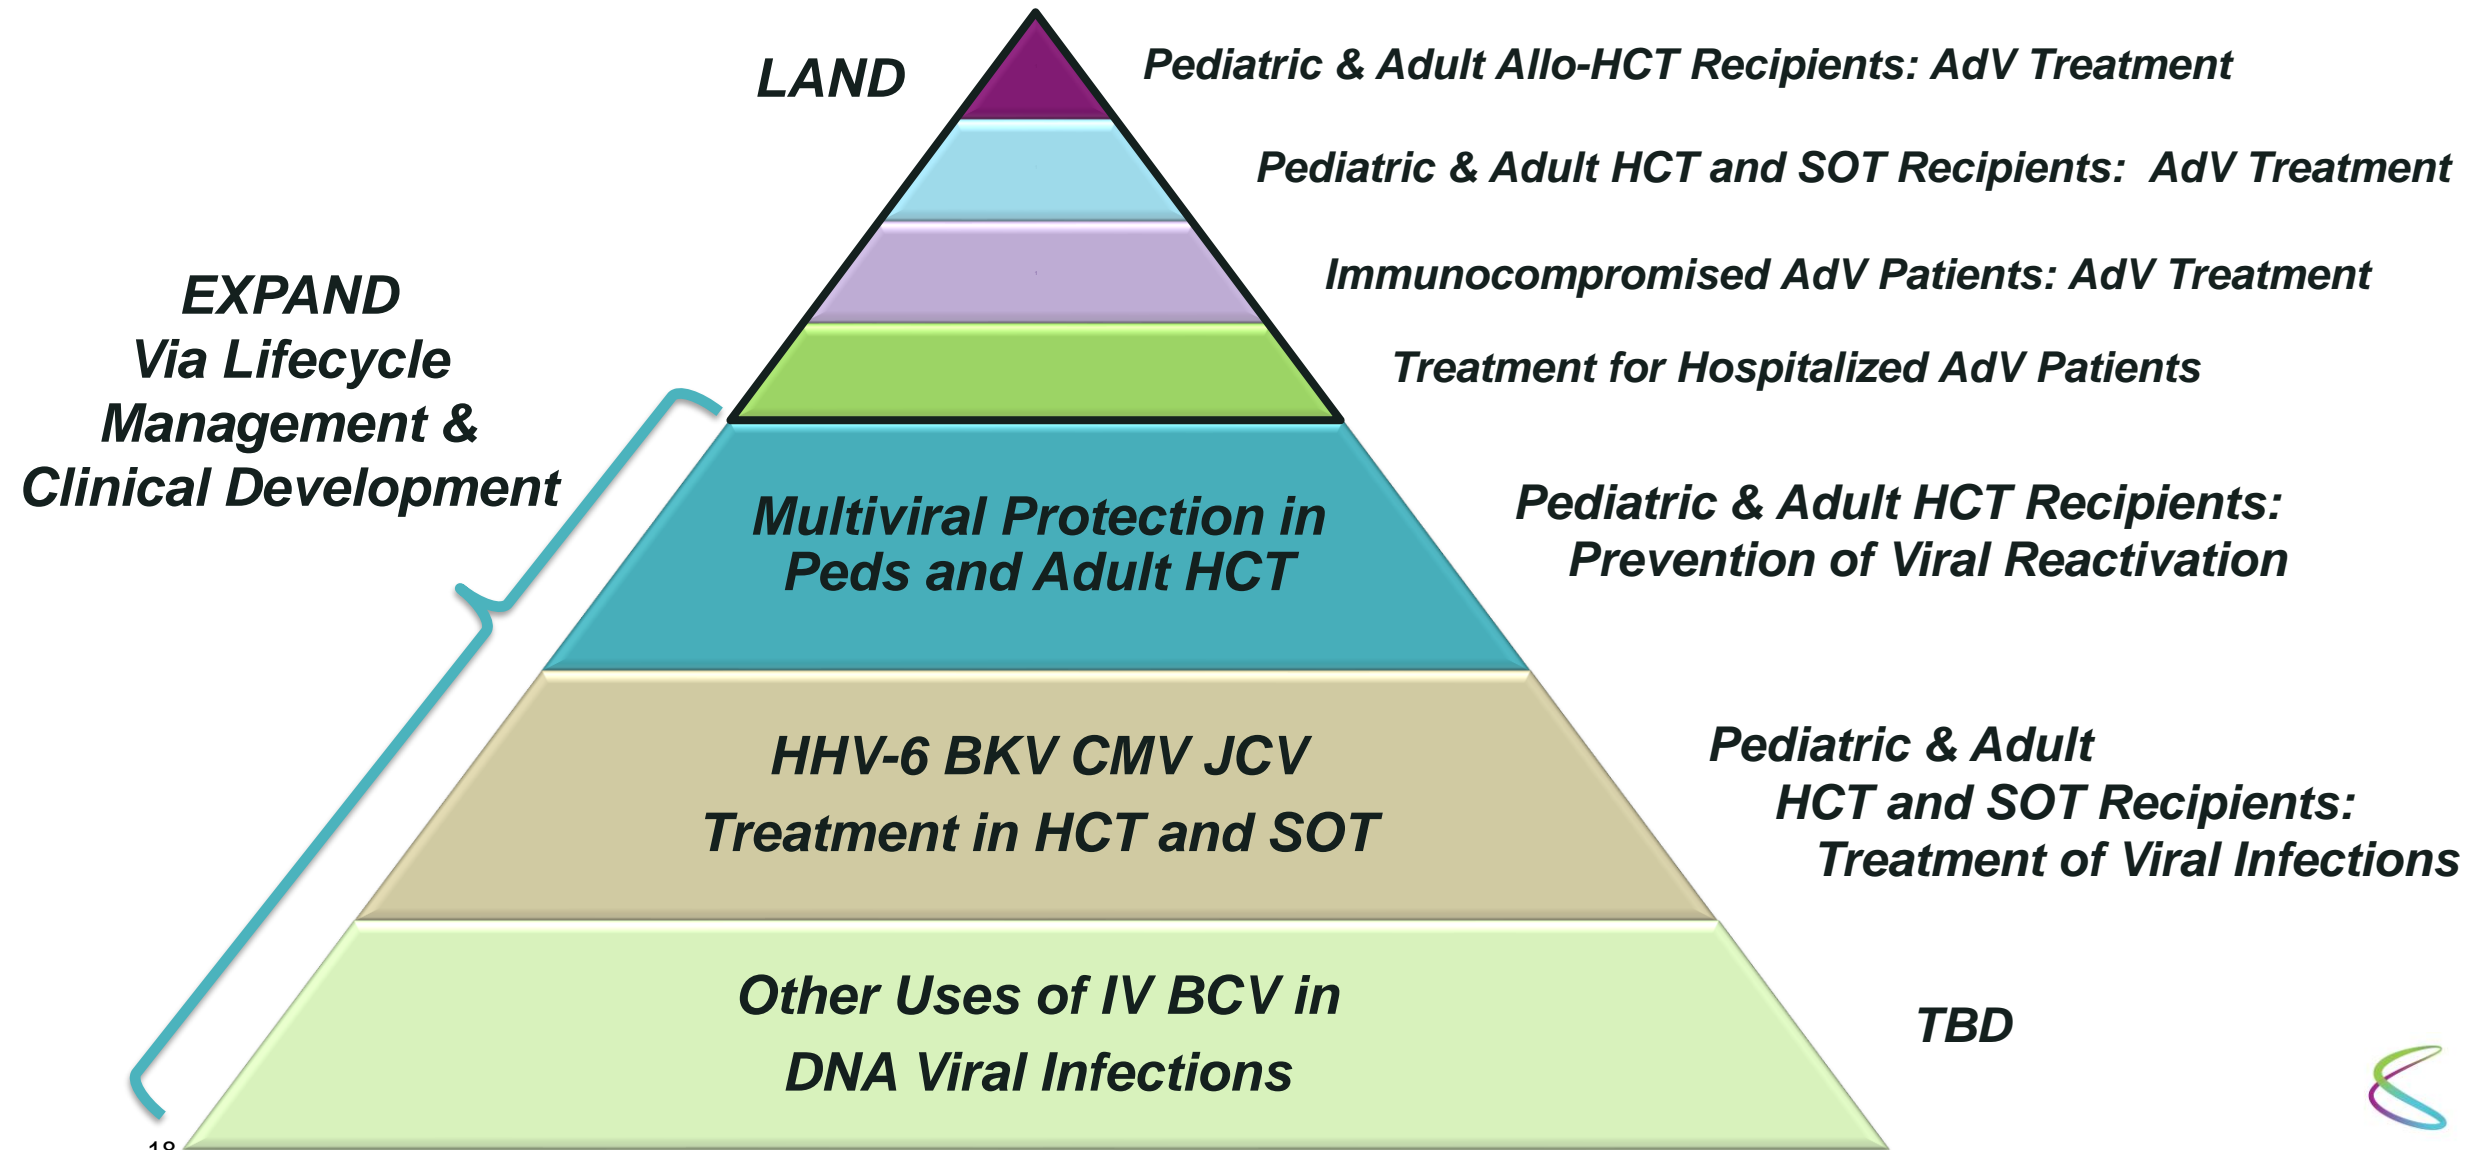 LAND
Pediatric & Adult Allo-HCT Recipients: AdV Treatment
Pediatric & Adult HCT and SOT Recipients:  AdV Treatment
Immunocompromised AdV Patients: AdV Treatment
Treatment for Hospitalized AdV Patients
EXPAND
Via Lifecycle
Management &
Clinical Development
Multiviral Protection in
Peds and Adult HCT
Pediatric & Adult HCT Recipients:
Prevention of Viral Reactivation
HHV-6 BKV CMV JCV
Treatment in HCT and SOT
Pediatric & Adult
HCT and SOT Recipients:
Treatment of Viral Infections
Other Uses of IV BCV in
DNA Viral Infections
TBD
18